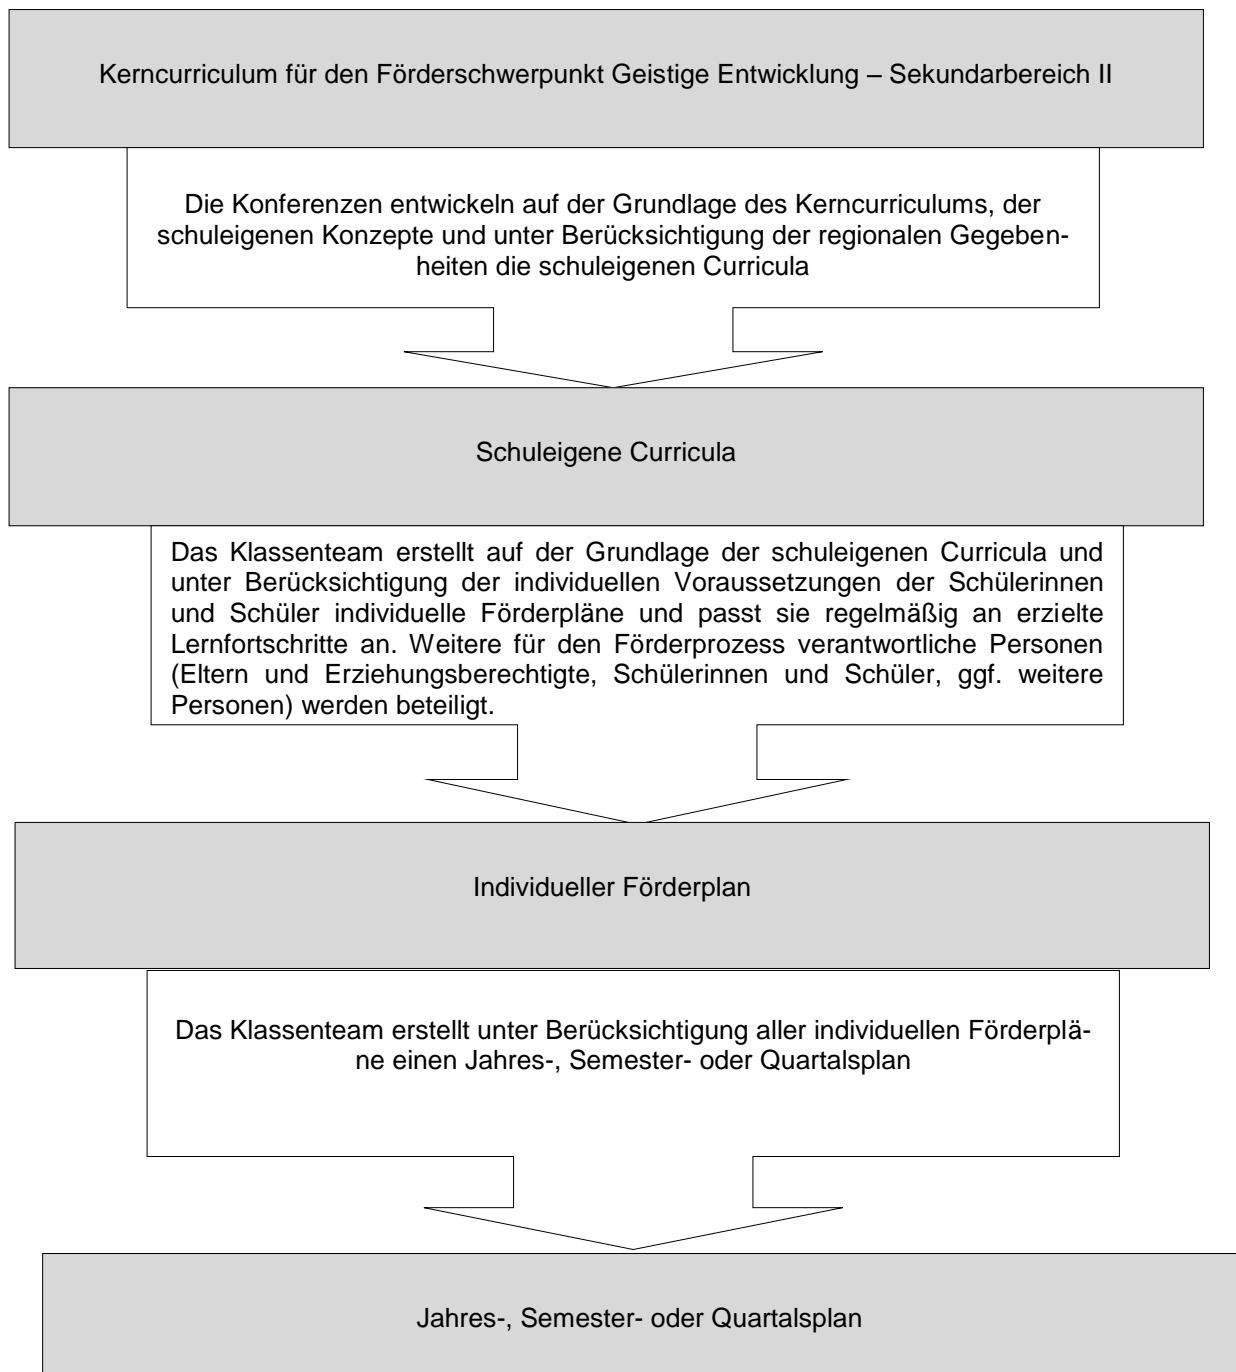 Kerncurriculum für den Förderschwerpunkt Geistige Entwicklung – Sekundarbereich II
Die Konferenzen entwickeln auf der Grundlage des Kerncurriculums, der
schuleigenen Konzepte und unter Berücksichtigung der regionalen Gegeben-
heiten die schuleigenen Curricula
Schuleigene Curricula
Das Klassenteam erstellt auf der Grundlage der schuleigenen Curricula und
unter Berücksichtigung der individuellen Voraussetzungen der Schülerinnen
und Schüler individuelle Förderpläne und passt sie regelmäßig an erzielte
Lernfortschritte an. Weitere für den Förderprozess verantwortliche Personen
(Eltern und Erziehungsberechtigte, Schülerinnen und Schüler, ggf. weitere
Personen) werden beteiligt.
Individueller Förderplan
Das Klassenteam erstellt unter Berücksichtigung aller individuellen Förderplä-
ne einen Jahres-, Semester- oder Quartalsplan
Jahres-, Semester- oder Quartalsplan